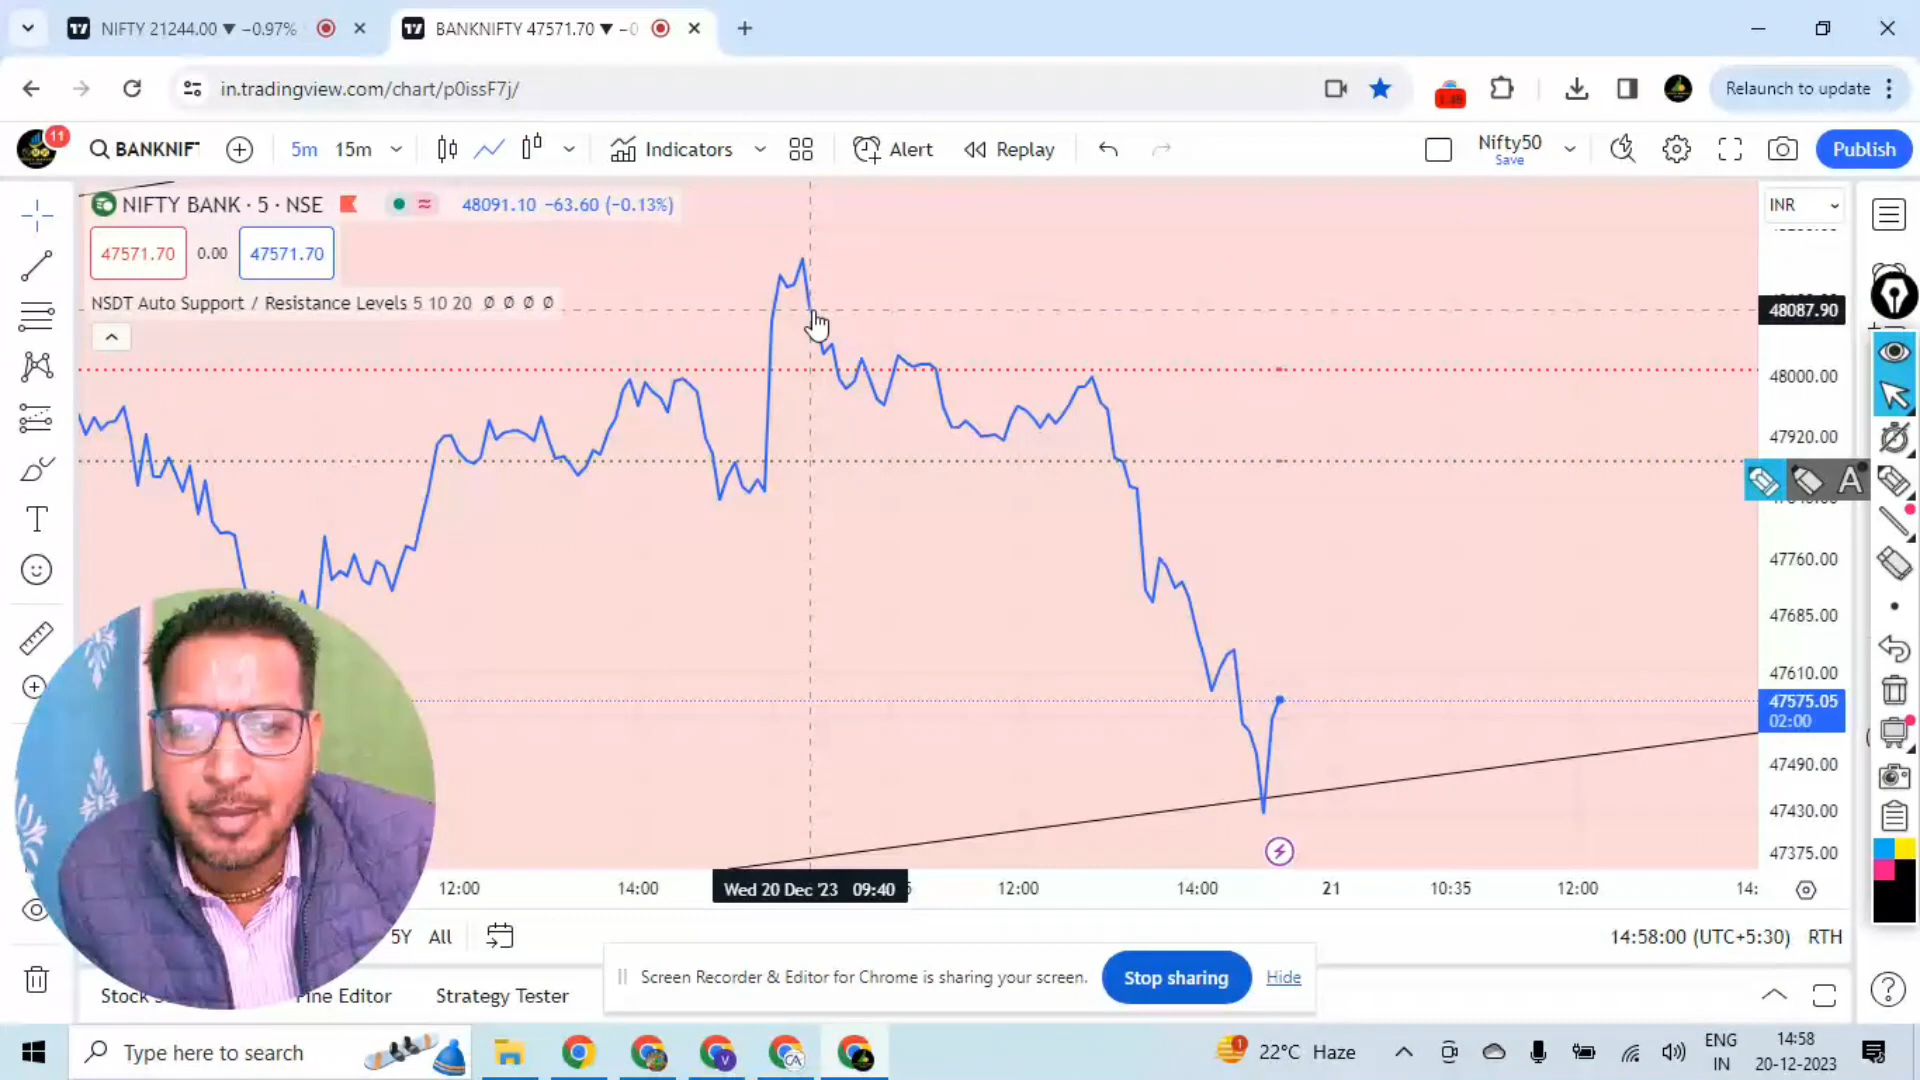 NIFTY 21244.00 ▼ −0.97%
BANKNIFTY 47571.70 ▼ −0
in.tradingview.com/chart/p0issF7j/
Relaunch to update
11
BANKNIF
5m
15m
Indicators
Alert
Replay
Nifty50
Save
Publish
NIFTY BANK · 5 · NSE
48091.10 −63.60 (−0.13%)
INR
47571.70
0.00
47571.70
NSDT Auto Support / Resistance Levels 5 10 20 Ø Ø Ø Ø
48087.90
48000.00
47920.00
A
47760.00
47685.00
47610.00
47575.05
02:00
47490.00
47430.00
47375.00
12:00
14:00
Wed 20 Dec '23 09:40
12:00
14:00
21
10:35
12:00
14:
5Y
All
14:58:00 (UTC+5:30)
RTH
Screen Recorder & Editor for Chrome is sharing your screen.
Stop sharing
Hide
Stock
Pine Editor
Strategy Tester
Type here to search
22°C Haze
ENG
IN
14:58
20-12-2023